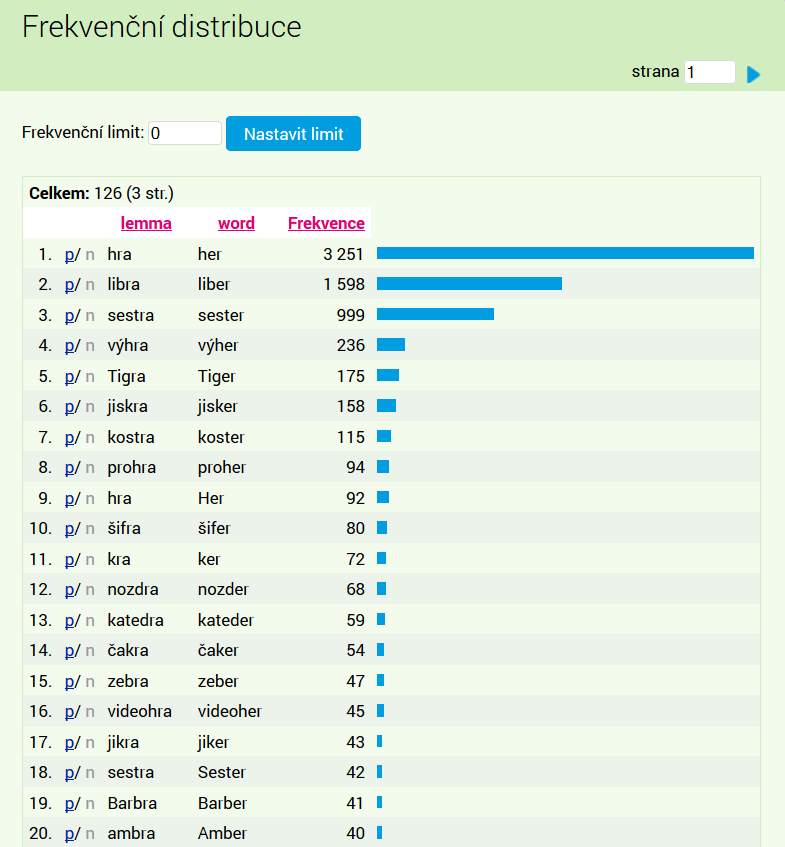 Frekvenční distribuce
strana 1
Frekvenční limit: 0 Nastavit limit
Celkem: 126 (3 str.)
lemma word Frekvence
1. p/ n hra her 3 251
2. p/ n libra liber 1 598
3. p/ n sestra sester 999
4. p/ n výhra výher 236
5. p/ n Tigra Tiger 175
6. p/ n jiskra jisker 158
7. p/ n kostra koster 115
8. p/ n prohra proher 94
9. p/ n hra Her 92
10. p/ n šifra šifer 80
11. p/ n kra ker 72
12. p/ n nozdra nozder 68
13. p/ n katedra kateder 59
14. p/ n čakra čaker 54
15. p/ n zebra zeber 47
16. p/ n videohra videoher 45
17. p/ n jikra jiker 43
18. p/ n sestra Sester 42
19. p/ n Barbra Barber 41
20. p/ n ambra Amber 40